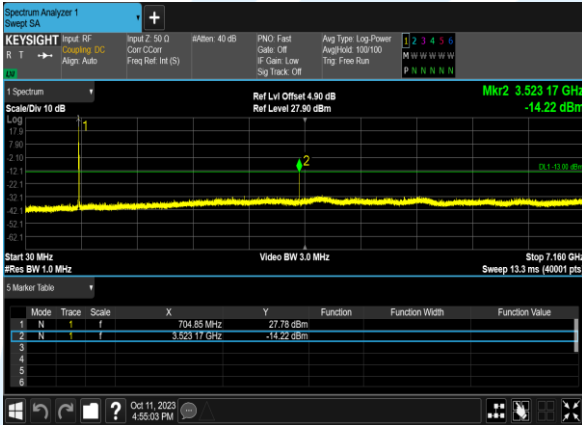 Spectrum Analyzer 1
Swept SA
KEYSIGHT Input: RF Input Z: 50 Ω #Atten: 40 dB PNO: Fast Avg Type: Log-Power 1 2 3 4 5 6
R T Coupling: DC Corr CCorr Gate: Off Avg|Hold: 100/100 M W W W W W
Align: Auto Freq Ref: Int (S) IF Gain: Low Trig: Free Run
Sig Track: Off P N N N N N
LXI
1 Spectrum Ref Lvl Offset 4.90 dB Mkr2 3.523 17 GHz
Scale/Div 10 dB Ref Level 27.90 dBm -14.22 dBm
Log
17.9
7.90
-2.10
-12.1
-22.1
-32.1
-42.1
-52.1
-62.1
1
2
DL1 -13.00 dBm
Start 30 MHz Video BW 3.0 MHz Stop 7.160 GHz
#Res BW 1.0 MHz Sweep 13.3 ms (40001 pts)
5 Marker Table
Mode Trace Scale X Y Function Function Width Function Value
1 N 1 f 704.85 MHz 27.78 dBm
2 N 1 f 3.523 17 GHz -14.22 dBm
3
4
5
6
?
Oct 11, 2023
4:55:03 PM